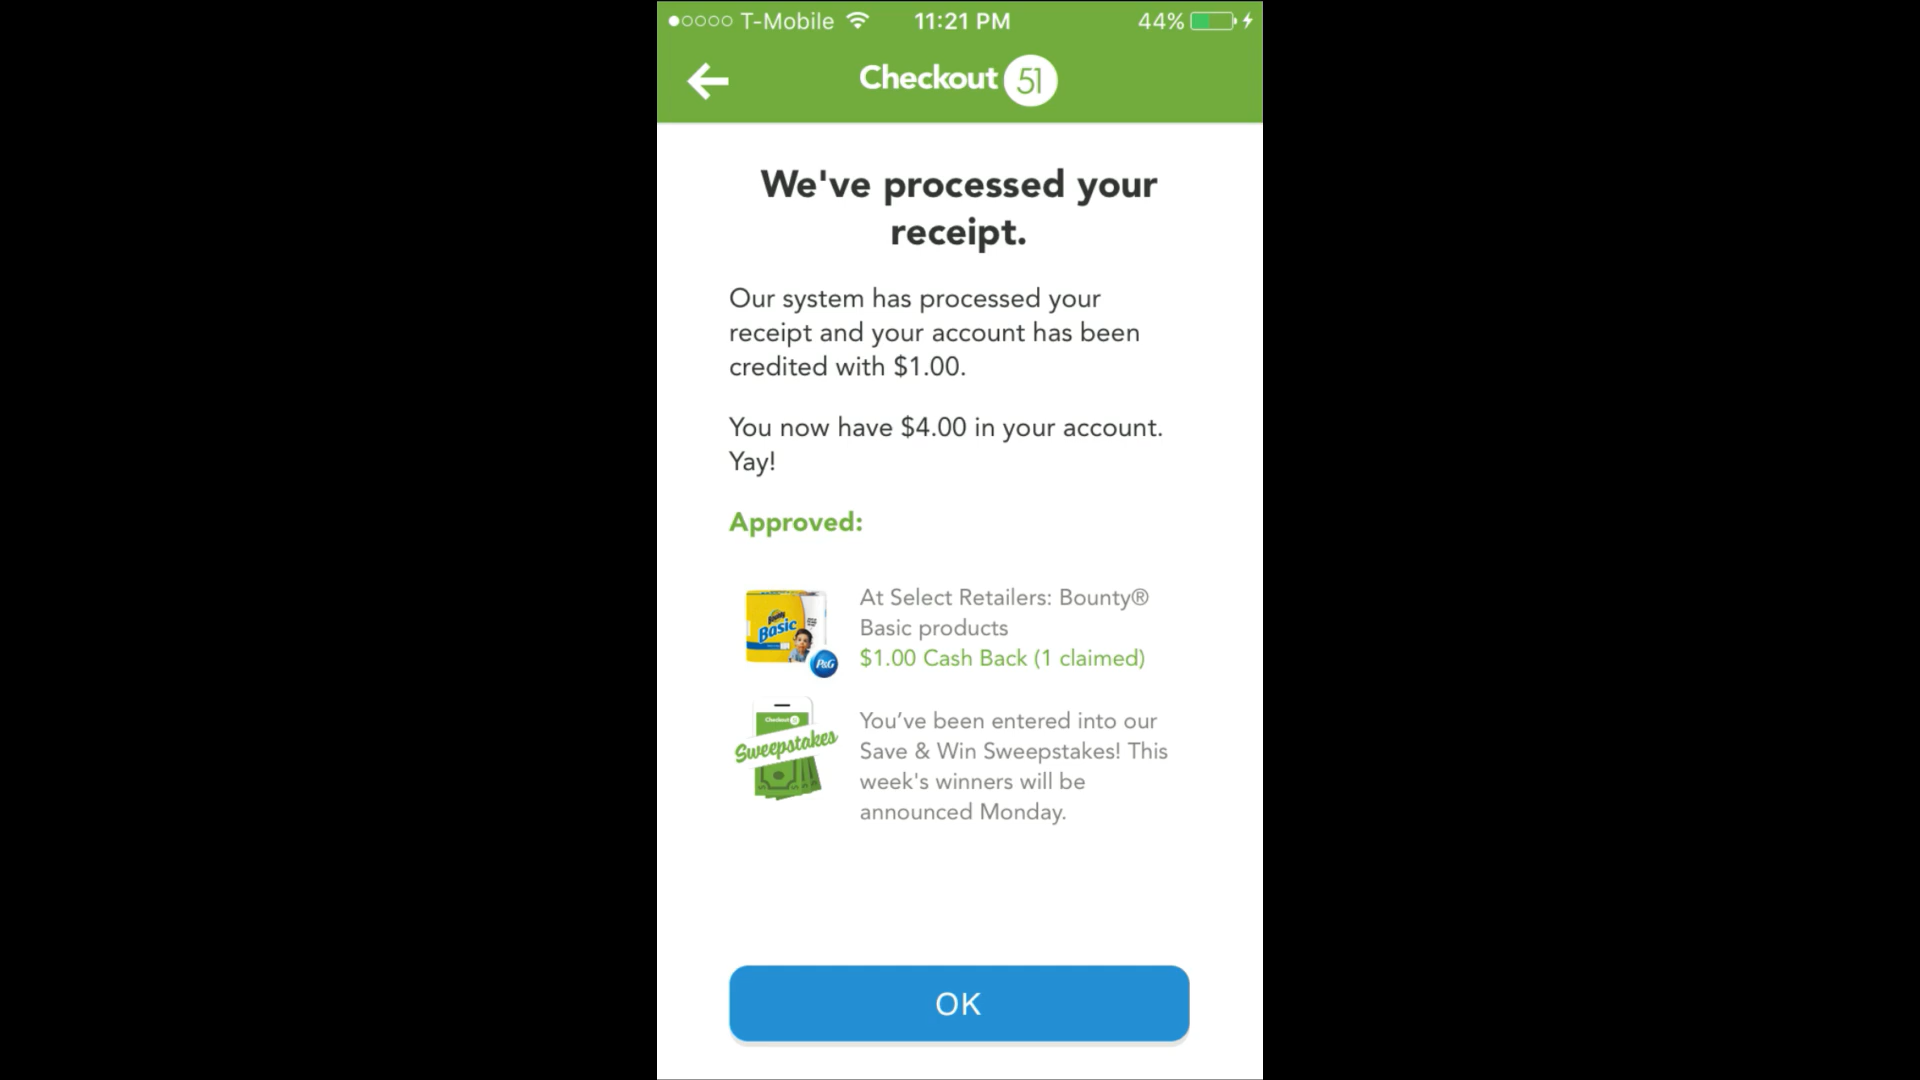 T-Mobile 11:21 PM 44%
Checkout 51
We've processed your
receipt.
Our system has processed your
receipt and your account has been
credited with $1.00.
You now have $4.00 in your account.
Yay!
Approved:
Bounty
Basic
P&G
At Select Retailers: Bounty®
Basic products
$1.00 Cash Back (1 claimed)
Checkout 51
Sweepstakes
You’ve been entered into our
Save & Win Sweepstakes! This
week's winners will be
announced Monday.
OK